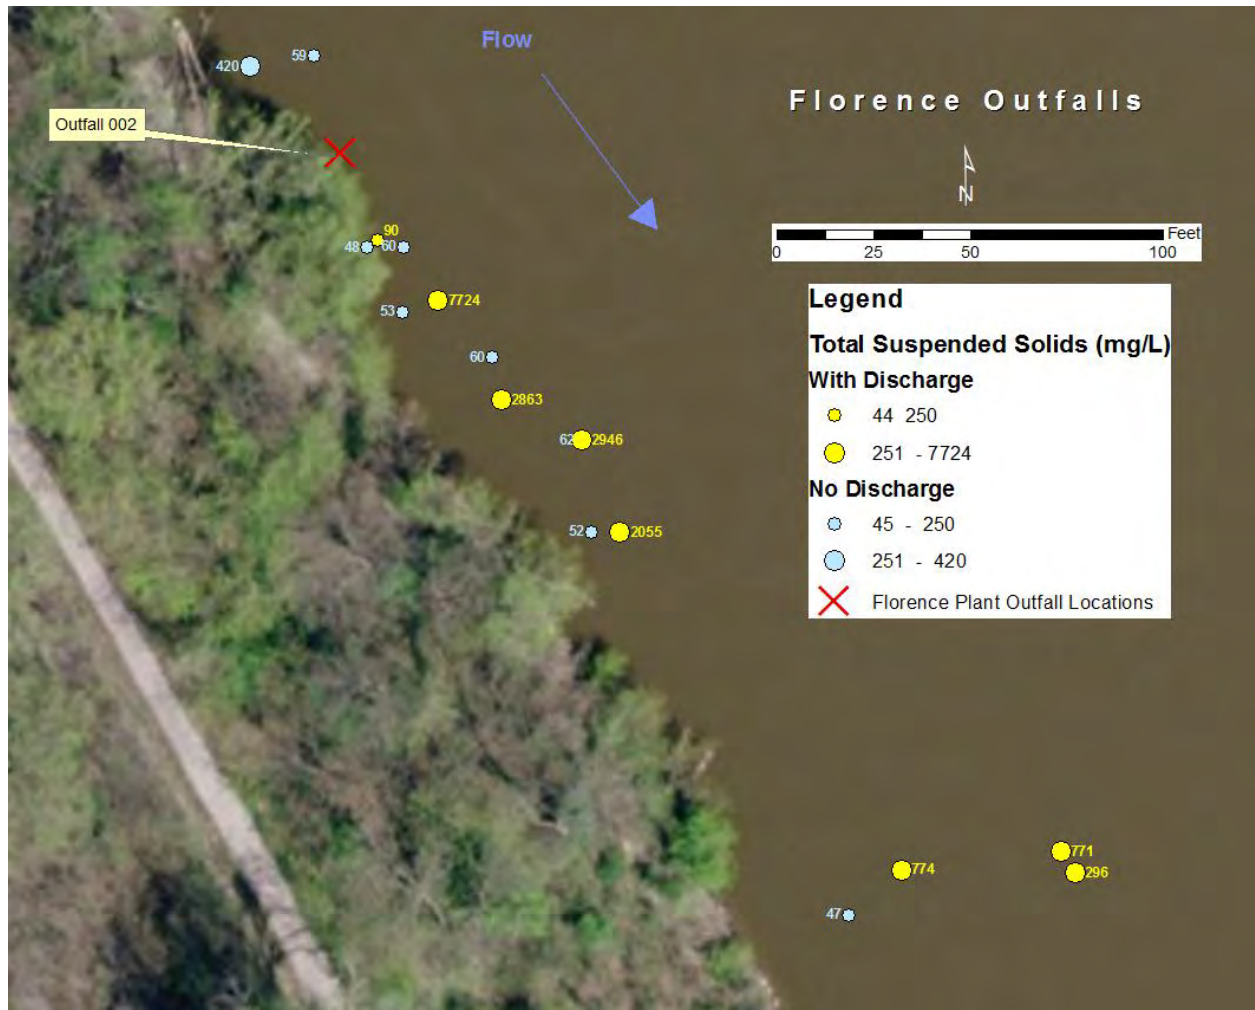 Flow
59
420
Florence Outfalls
Outfall 002
N
Feet
0 25 50 100
90
48 60
7724
53
60
2863
62 2946
52 2055
Legend
Total Suspended Solids (mg/L)
With Discharge
44 250
251 - 7724
No Discharge
45 - 250
251 - 420
Florence Plant Outfall Locations
771
774 296
47